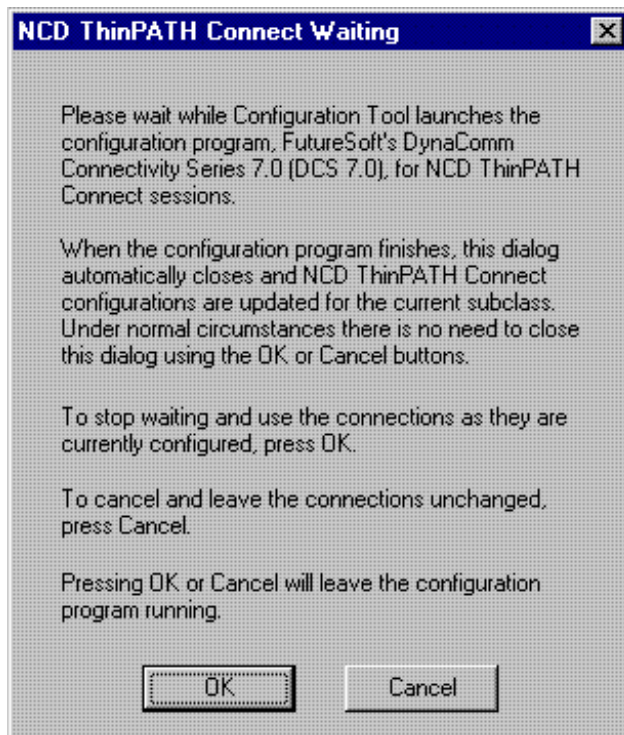 NCD ThinPATH Connect Waiting
Please wait while Configuration Tool launches the
configuration program, FutureSoft's DynaComm
Connectivity Series 7.0 (DCS 7.0), for NCD ThinPATH
Connect sessions.
When the configuration program finishes, this dialog
automatically closes and NCD ThinPATH Connect
configurations are updated for the current subclass.
Under normal circumstances there is no need to close
this dialog using the OK or Cancel buttons.
To stop waiting and use the connections as they are
currently configured, press OK.
To cancel and leave the connections unchanged,
press Cancel.
Pressing OK or Cancel will leave the configuration
program running.
OK
Cancel